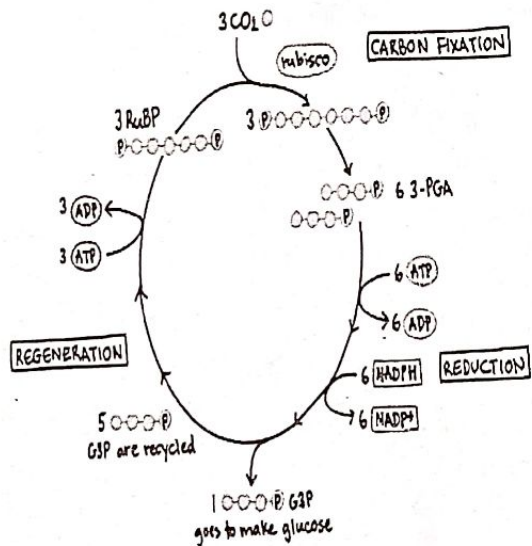 3CO2
rubisco
CARBON FIXATION
3 RuBP
P P
3 P P
P 6 3-PGA
P
3 ADP
3 ATP
6 ATP
6 ADP
REGENERATION
6 NADPH
REDUCTION
6 NADP+
5 P
G3P are recycled
1 P G3P
goes to make glucose